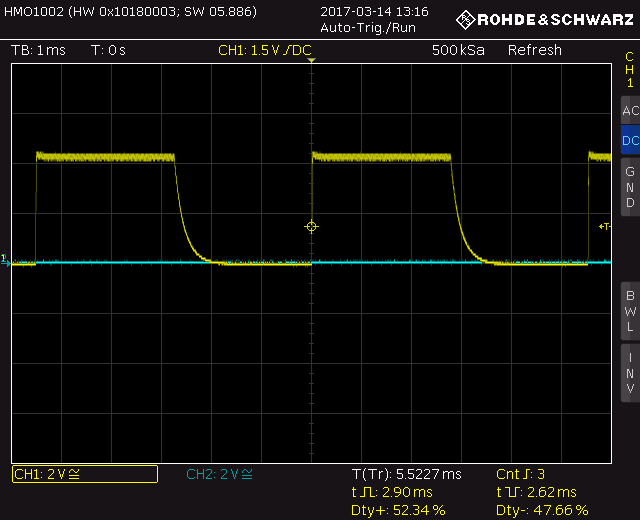 HMO1002 (HW 0x10180003; SW 05.886)
2017-03-14 13:16
Auto-Trig./Run
ROHDE&SCHWARZ
TB: 1ms T: 0s CH1: 1.5V / DC 500kSa Refresh
CH1
AC
DC
GND
BWL
INV
T
CH1: 2V CH2: 2V
T(Tr): 5.5227ms Cnt: 3
t: 2.90ms t: 2.62ms
Dty+: 52.34% Dty-: 47.66%